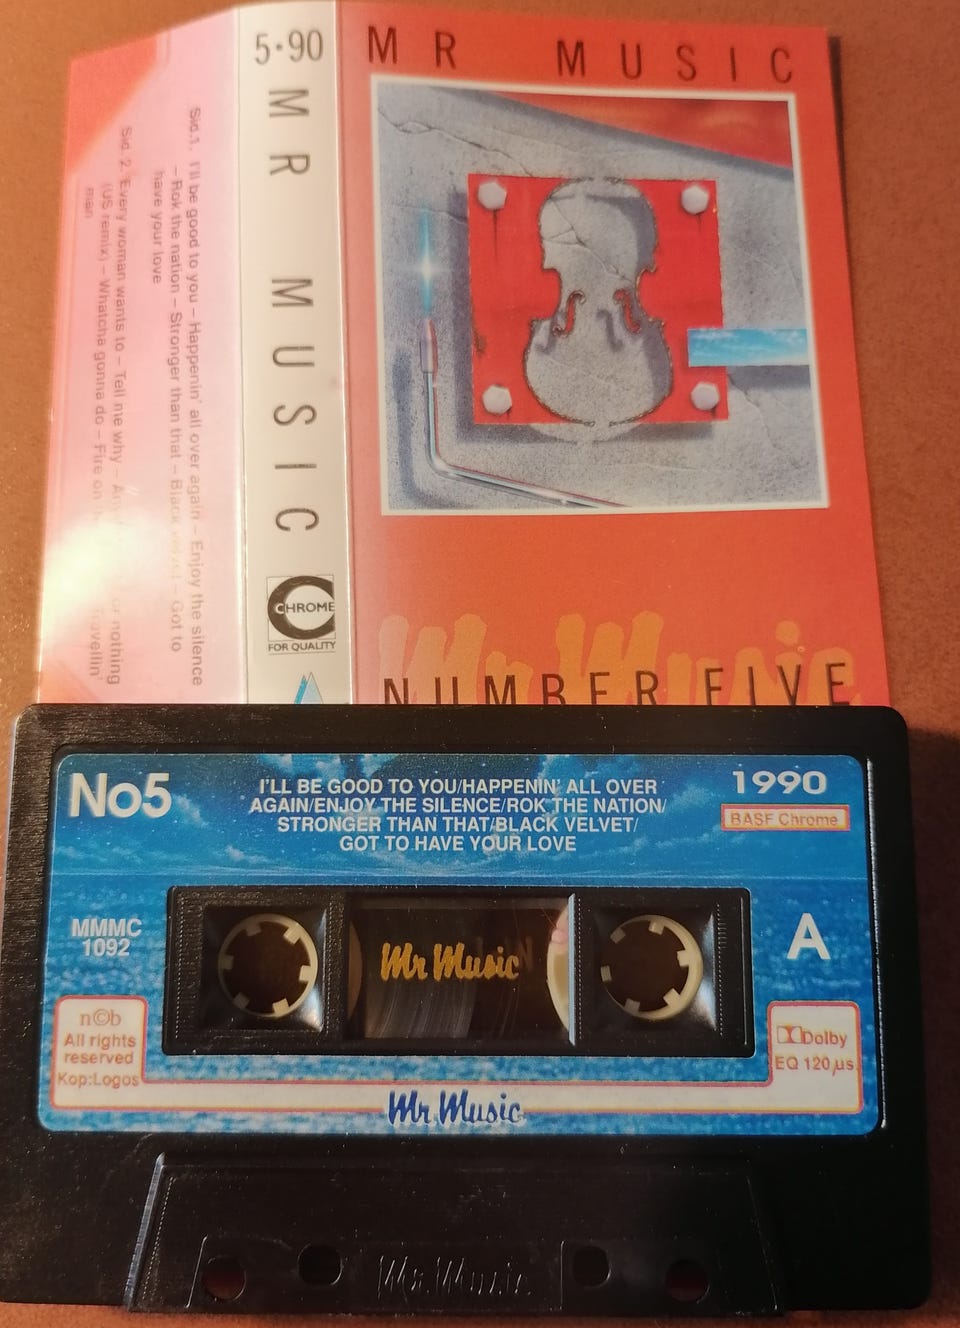 5·90
MR MUSIC
CHROME
FOR QUALITY
MR MUSIC
Mr Music
NUMBER FIVE
Sid.1. I'll be good to you – Happenin' all over again – Enjoy the silence
– Rok the nation – Stronger than that – Black velvet – Got to
have your love
Sid. 2. Every woman wants to – Tell me why – or nothing
(US remix) – Whatcha gonna do – Fire on Travellin'
man
No5
I'LL BE GOOD TO YOU/HAPPENIN' ALL OVER
AGAIN/ENJOY THE SILENCE/ROK THE NATION/
STRONGER THAN THAT/BLACK VELVET/
GOT TO HAVE YOUR LOVE
1990
BASF Chrome
MMMC
1092
A
Mr Music
n©b
All rights
reserved
Kop:Logos
Dolby
EQ 120 µs.
Mr Music
Mr Music